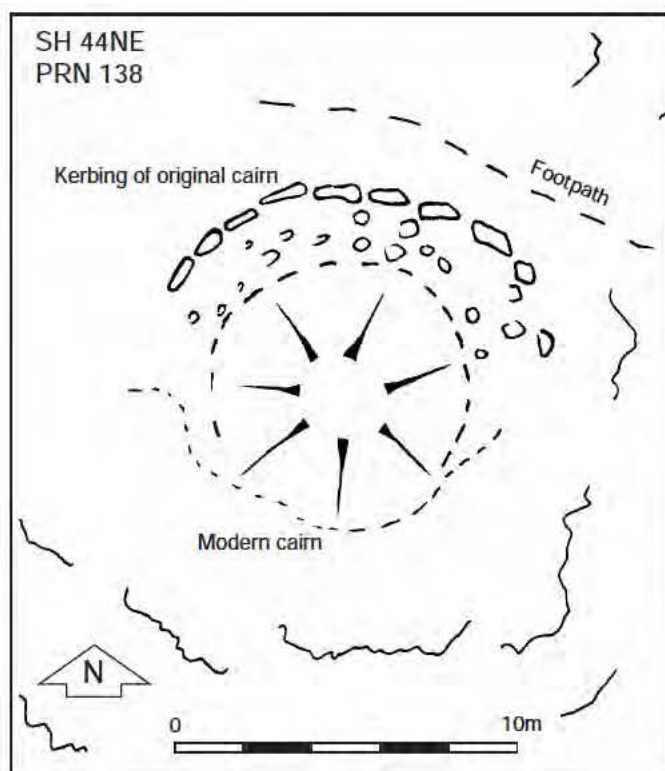 SH 44NE
PRN 138
Kerbing of original cairn
Footpath
Modern cairn
N
0 10m